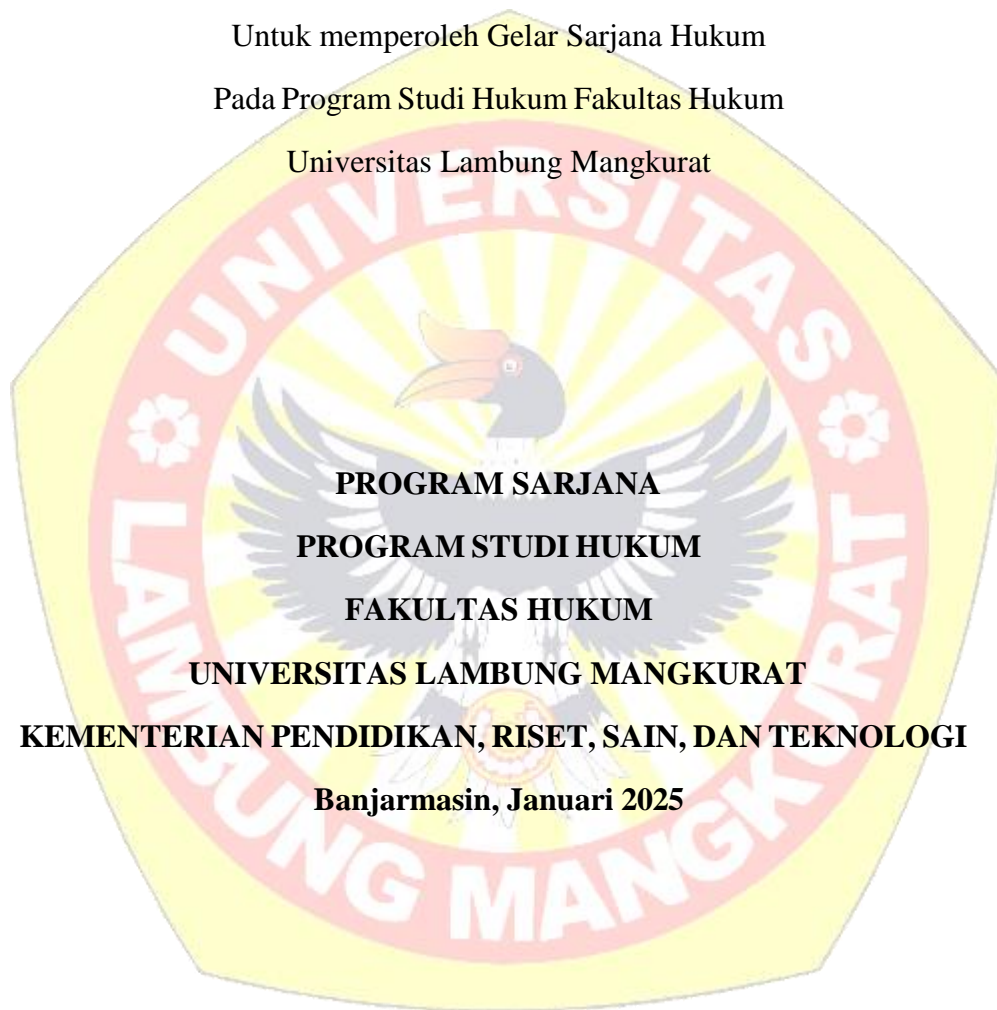 Untuk memperoleh Gelar Sarjana Hukum
Pada Program Studi Hukum Fakultas Hukum
Universitas Lambung Mangkurat
UNIVERSITAS
LAMBUNG MANGKURAT
PROGRAM SARJANA
PROGRAM STUDI HUKUM
FAKULTAS HUKUM
UNIVERSITAS LAMBUNG MANGKURAT
KEMENTERIAN PENDIDIKAN, RISET, SAIN, DAN TEKNOLOGI
Banjarmasin, Januari 2025